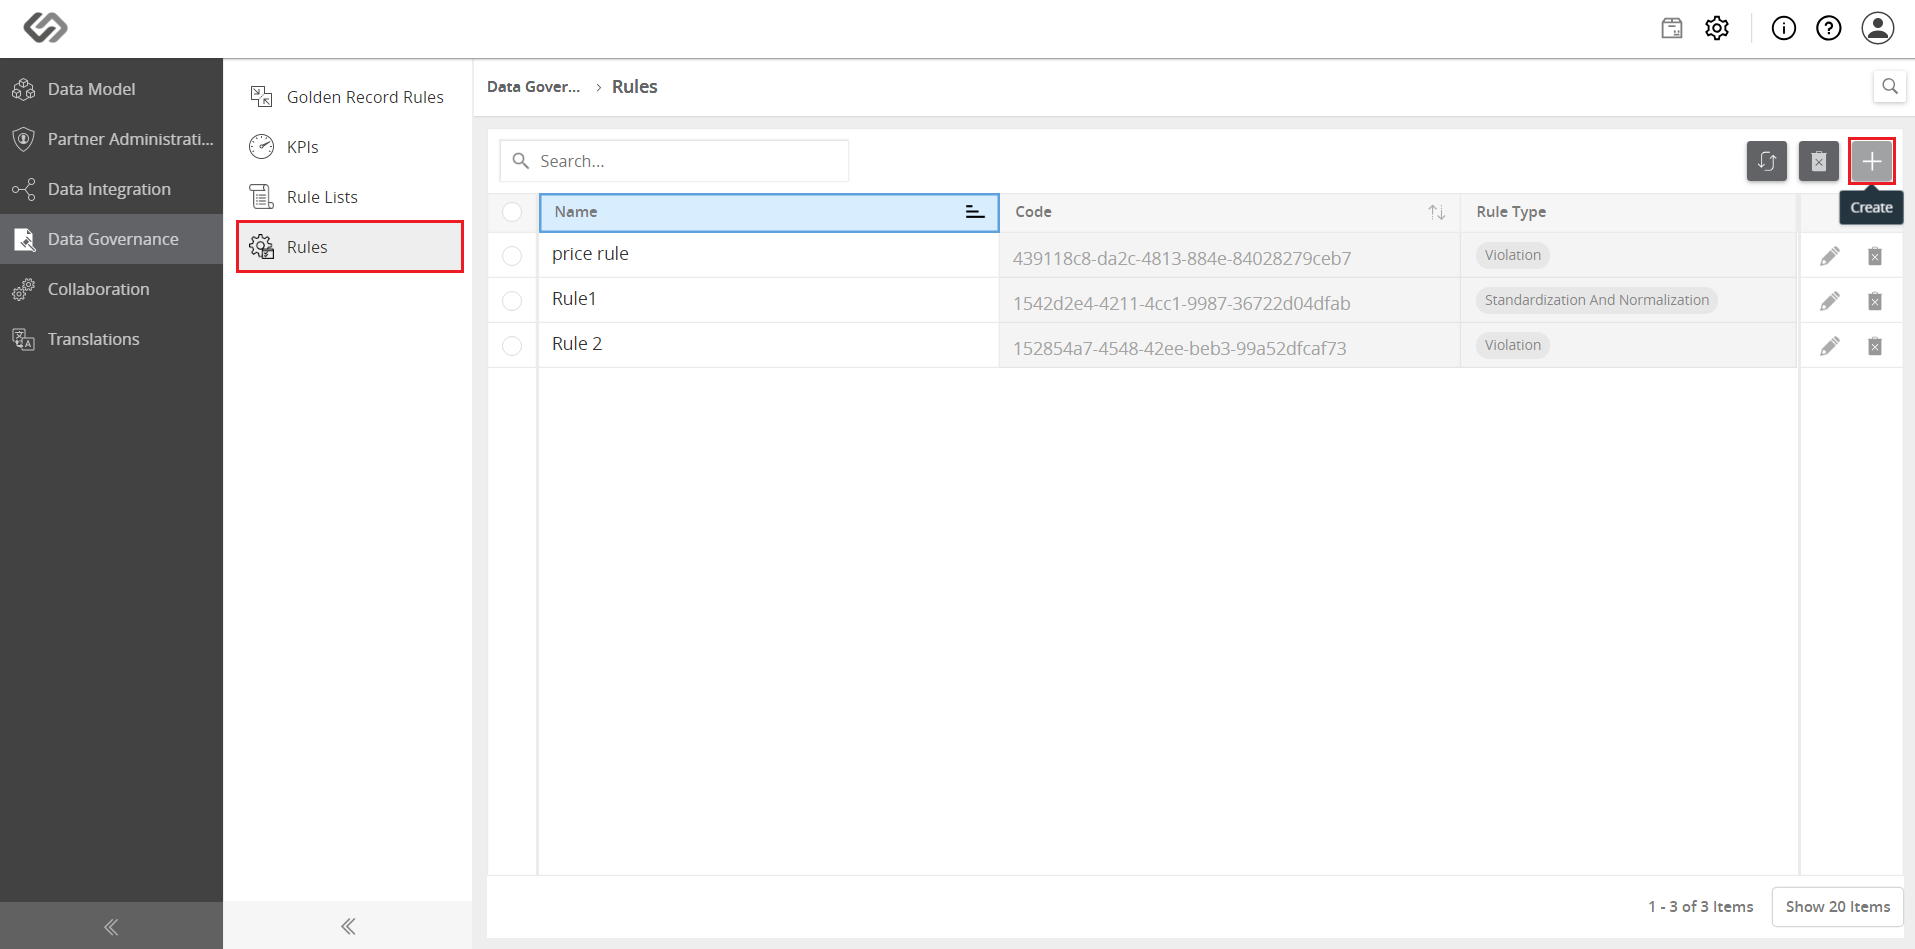 Data Model
Partner Administrati...
Data Integration
Data Governance
Collaboration
Translations
Golden Record Rules
KPIs
Rule Lists
Rules
Data Gover... > Rules
Search...
Create
Name Code Rule Type
price rule 439118c8-da2c-4813-884e-84028279ceb7 Violation
Rule1 1542d2e4-4211-4cc1-9987-36722d04dfab Standardization And Normalization
Rule 2 152854a7-4548-42ee-beb3-99a52dfcaf73 Violation
1 - 3 of 3 Items Show 20 Items